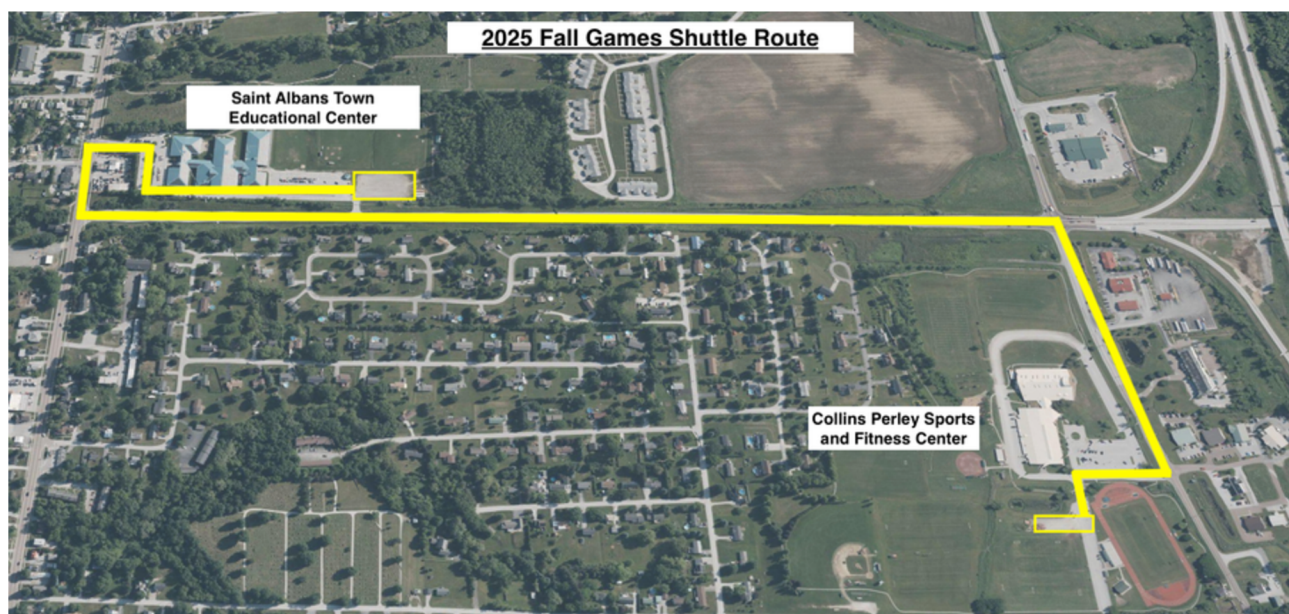 2025 Fall Games Shuttle Route
Saint Albans Town
Educational Center
Collins Perley Sports
and Fitness Center